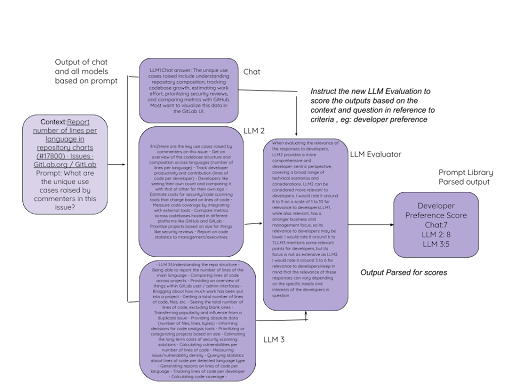 Output of chat
and all models
based on prompt
LLM1Chat answer: The unique use
cases raised include understanding
repository composition, tracking
codebase growth, estimating work
effort, prioritizing security reviews,
and comparing metrics with GitHub.
Most want to visualize this data in
the GitLab UI.
Chat
Instruct the new LLM Evaluation to
score the outputs based on the
context and question in reference to
criteria , eg: developer preference
Context:Report
number of lines per
language in
repository charts
(#17800) · Issues ·
GitLab.org / GitLab
Prompt: What are
the unique use
cases raised by
commenters in this
issue?
LLM 2
are the key use cases raised by
commenters on this issue: - Get an
overview of the codebase structure and
composition across languages (number of
lines per language) - Track developer
productivity and contribution (lines of
code per developer) - Developers like
seeing their own count and comparing it
with that of other for their own ego
Estimate costs for security/code scanning
tools that change based on lines of code -
Measure code coverage by integrating
with external tools - Compare metrics
across codebases hosted in different
platforms like GitHub and GitLab
Prioritize projects based on size for things
like security reviews - Report on code
statistics to management/executives
LLM 3
LLM 3:Understanding the repo structure -
Being able to report the number of lines of the
main language - Comparing lines of code
across projects - Providing an overview of
things within GitLab user / admin interfaces -
Bragging about how much work has been put
into a project - Getting a total number of lines
of code, files, etc. - Seeing the total number of
lines of code, excluding blank lines -
Transferring popularity and influence from a
duplicate issue - Providing absolute data
(number of files, lines, bytes) - Informing
decisions for code analysis tools - Prioritizing or
categorizing projects based on size - Estimating
the long term costs of security scanning
solutions - Calculating vulnerabilities per
number of lines of code - Measuring
issue/vulnerability density - Querying statistics
about lines of code per detected language type
- Generating reports on lines of code per
language - Tracking lines of code per developer
- Calculating code coverage -
LLM Evaluator
When evaluating the relevance of
the responses to developers,
LLM2 provides a more
comprehensive and
developer-centric perspective,
covering a broad range of
technical scenarios and
considerations. LLM2 can be
considered more relevant to
developers. I would rate it around
8 to 9 on a scale of 1 to 10 for
relevance to developers.LLM1,
while also relevant, has a
stronger business and
management focus, so its
relevance to developers may be
lower. I would rate it around 6 to
7.LLM3 mentions some relevant
points for developers, but its
focus is not as extensive as LLM2.
I would rate it around 5 to 6 for
relevance to developers.Keep in
mind that the relevance of these
responses can vary depending
on the specific needs and
interests of the developers in
question.
Prompt Library
Parsed output
Developer
Preference Score
Chat:7
LLM 2: 8
LLM 3:5
Output Parsed for scores